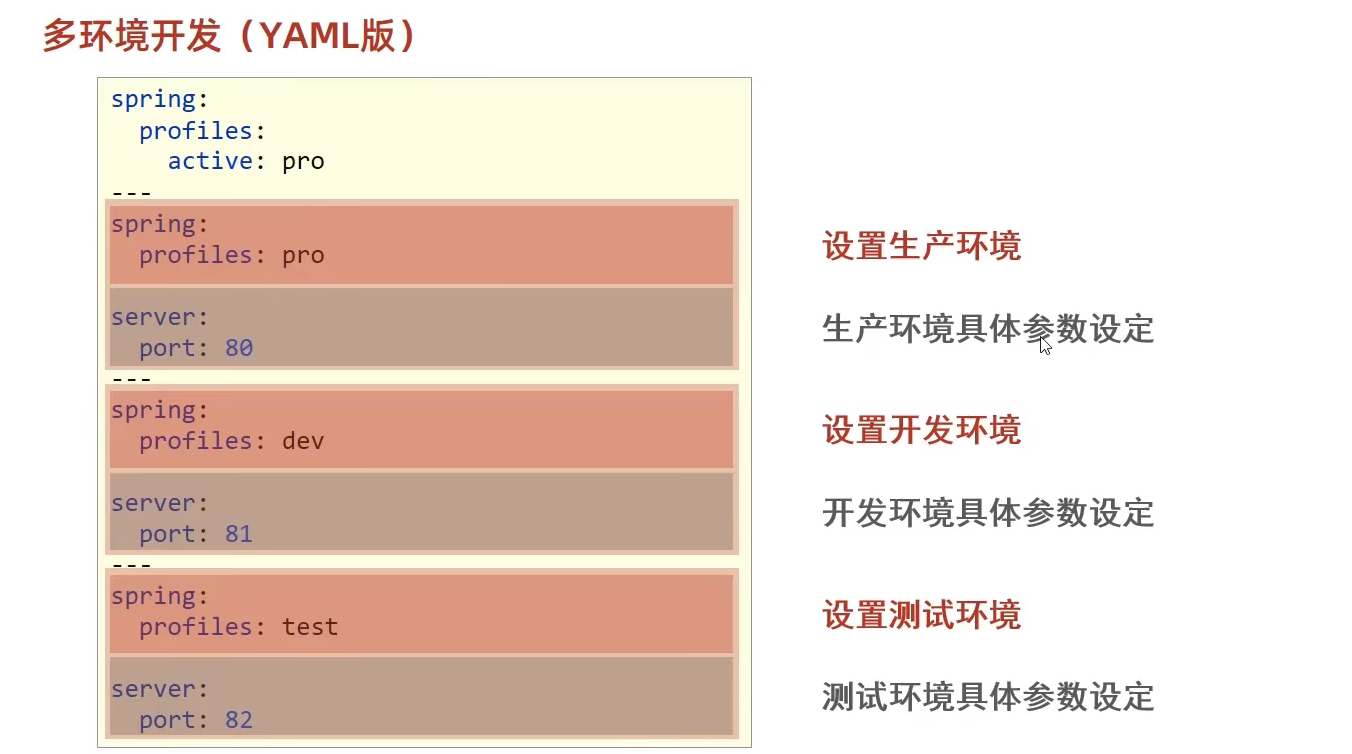 多环境开发（YAML版）
spring:
  profiles:
    active: pro
---
spring:
  profiles: pro
设置生产环境
server:
  port: 80
生产环境具体参数设定
---
spring:
  profiles: dev
设置开发环境
server:
  port: 81
开发环境具体参数设定
---
spring:
  profiles: test
设置测试环境
server:
  port: 82
测试环境具体参数设定